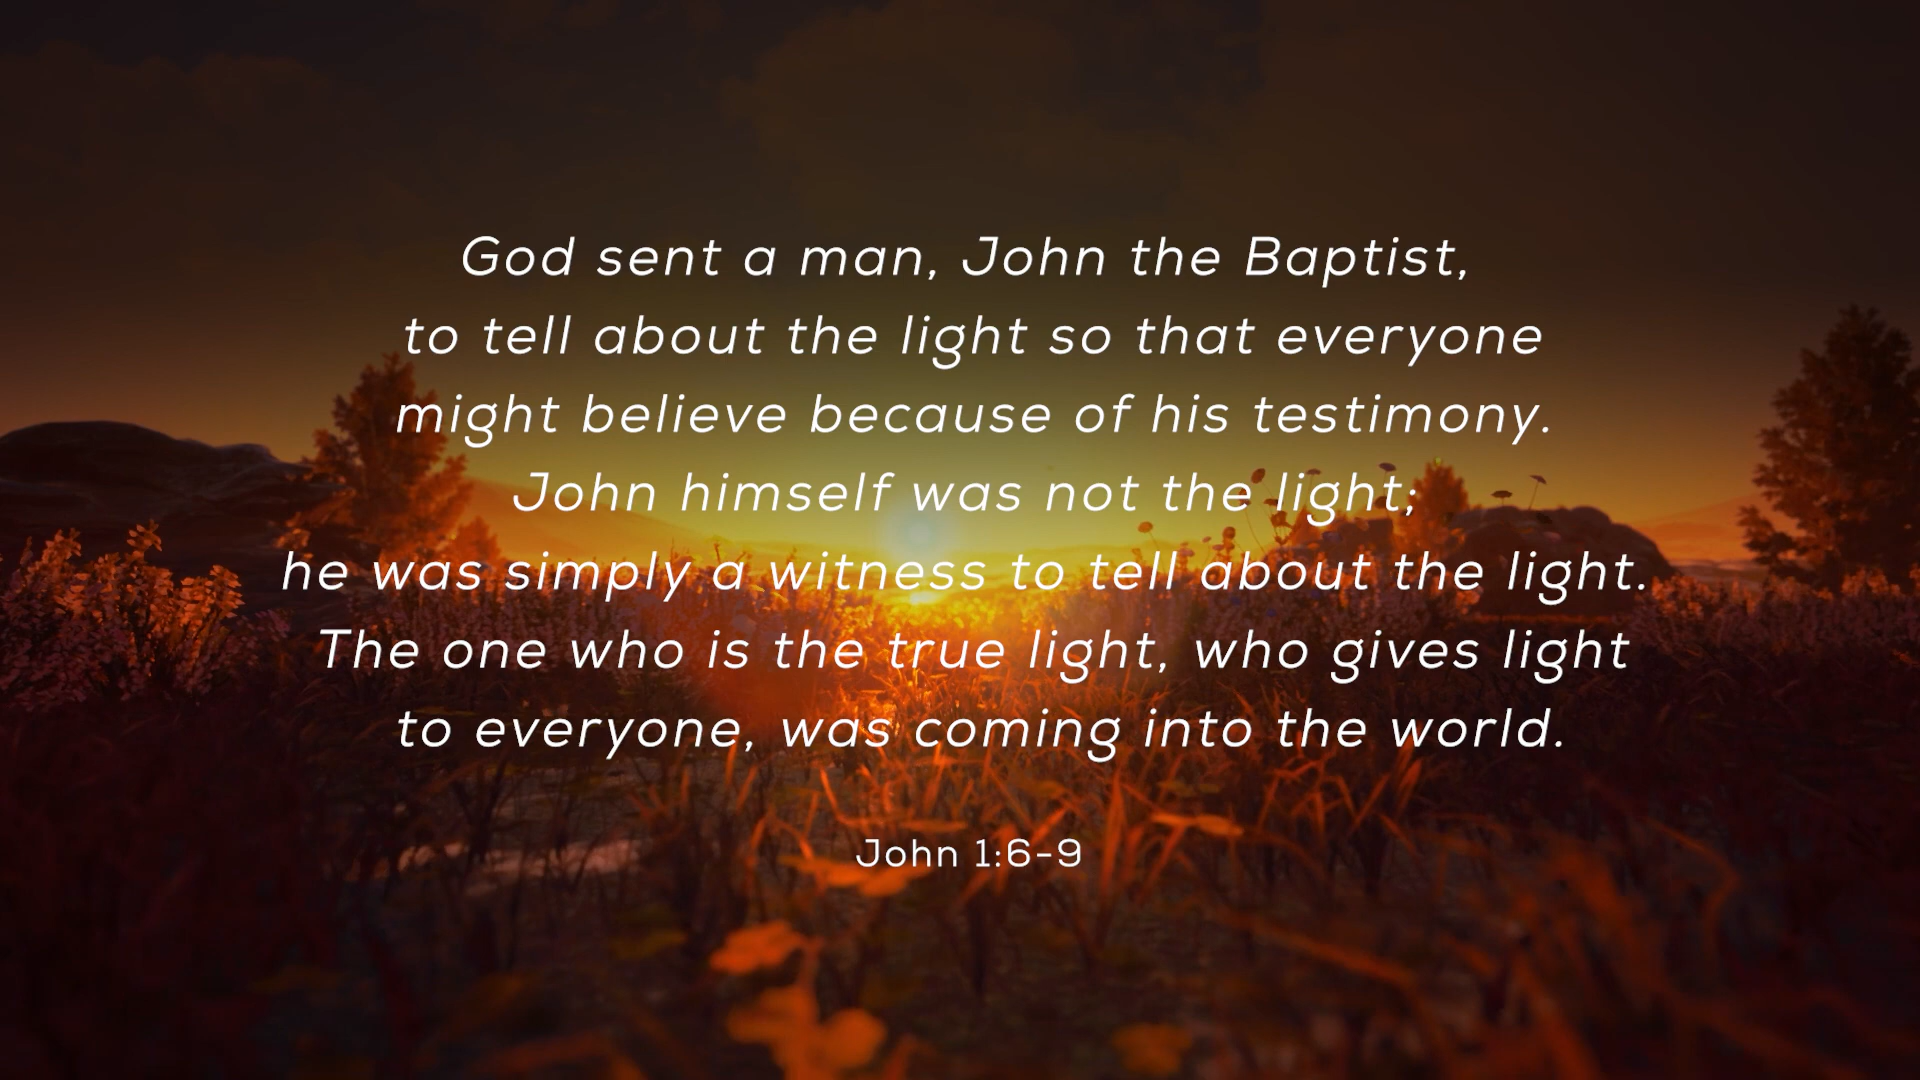 God sent a man, John the Baptist,
to tell about the light so that everyone
might believe because of his testimony.
John himself was not the light;
he was simply a witness to tell about the light.
The one who is the true light, who gives light
to everyone, was coming into the world.
John 1:6-9